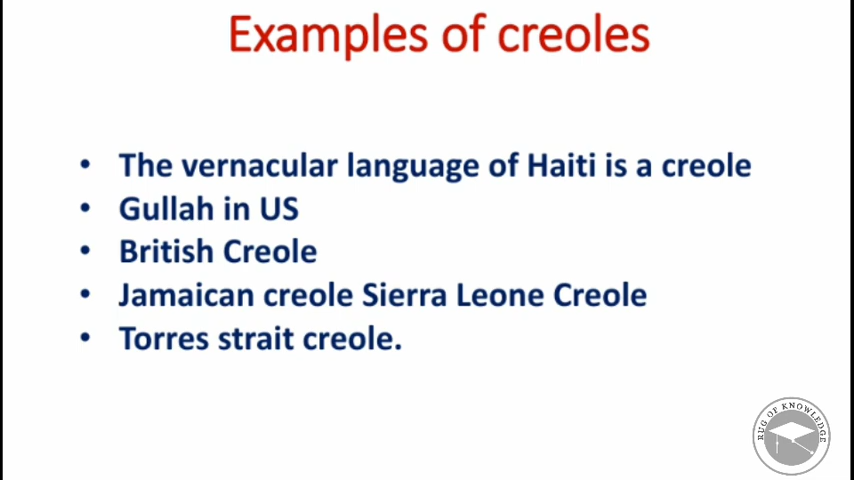 Examples of creoles
• The vernacular language of Haiti is a creole
• Gullah in US
• British Creole
• Jamaican creole Sierra Leone Creole
• Torres strait creole.
RUG OF KNOWLEDGE